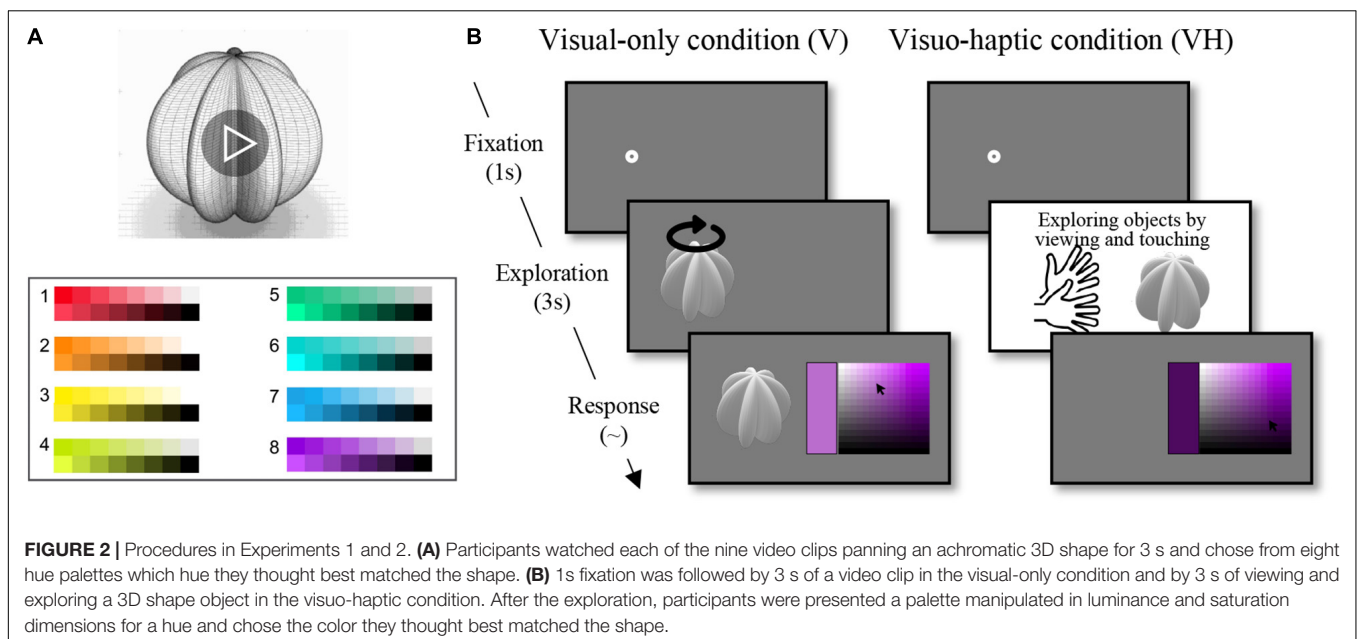 A
B
Visual-only condition (V)
Visuo-haptic condition (VH)
Fixation
(1s)
Exploring objects by
viewing and touching
Exploration
(3s)
Response
(~)
1
2
3
4
5
6
7
8
FIGURE 2 | Procedures in Experiments 1 and 2. (A) Participants watched each of the nine video clips panning an achromatic 3D shape for 3 s and chose from eight
hue palettes which hue they thought best matched the shape. (B) 1s fixation was followed by 3 s of a video clip in the visual-only condition and by 3 s of viewing and
exploring a 3D shape object in the visuo-haptic condition. After the exploration, participants were presented a palette manipulated in luminance and saturation
dimensions for a hue and chose the color they thought best matched the shape.